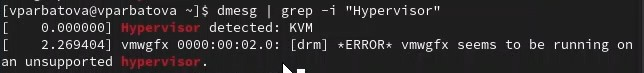 [vparbatova@vparbatova ~]$ dmesg | grep -i "Hypervisor"
[    0.000000] Hypervisor detected: KVM
[    2.269404] vmwgfx 0000:00:02.0: [drm] *ERROR* vmwgfx seems to be running on
an unsupported hypervisor.